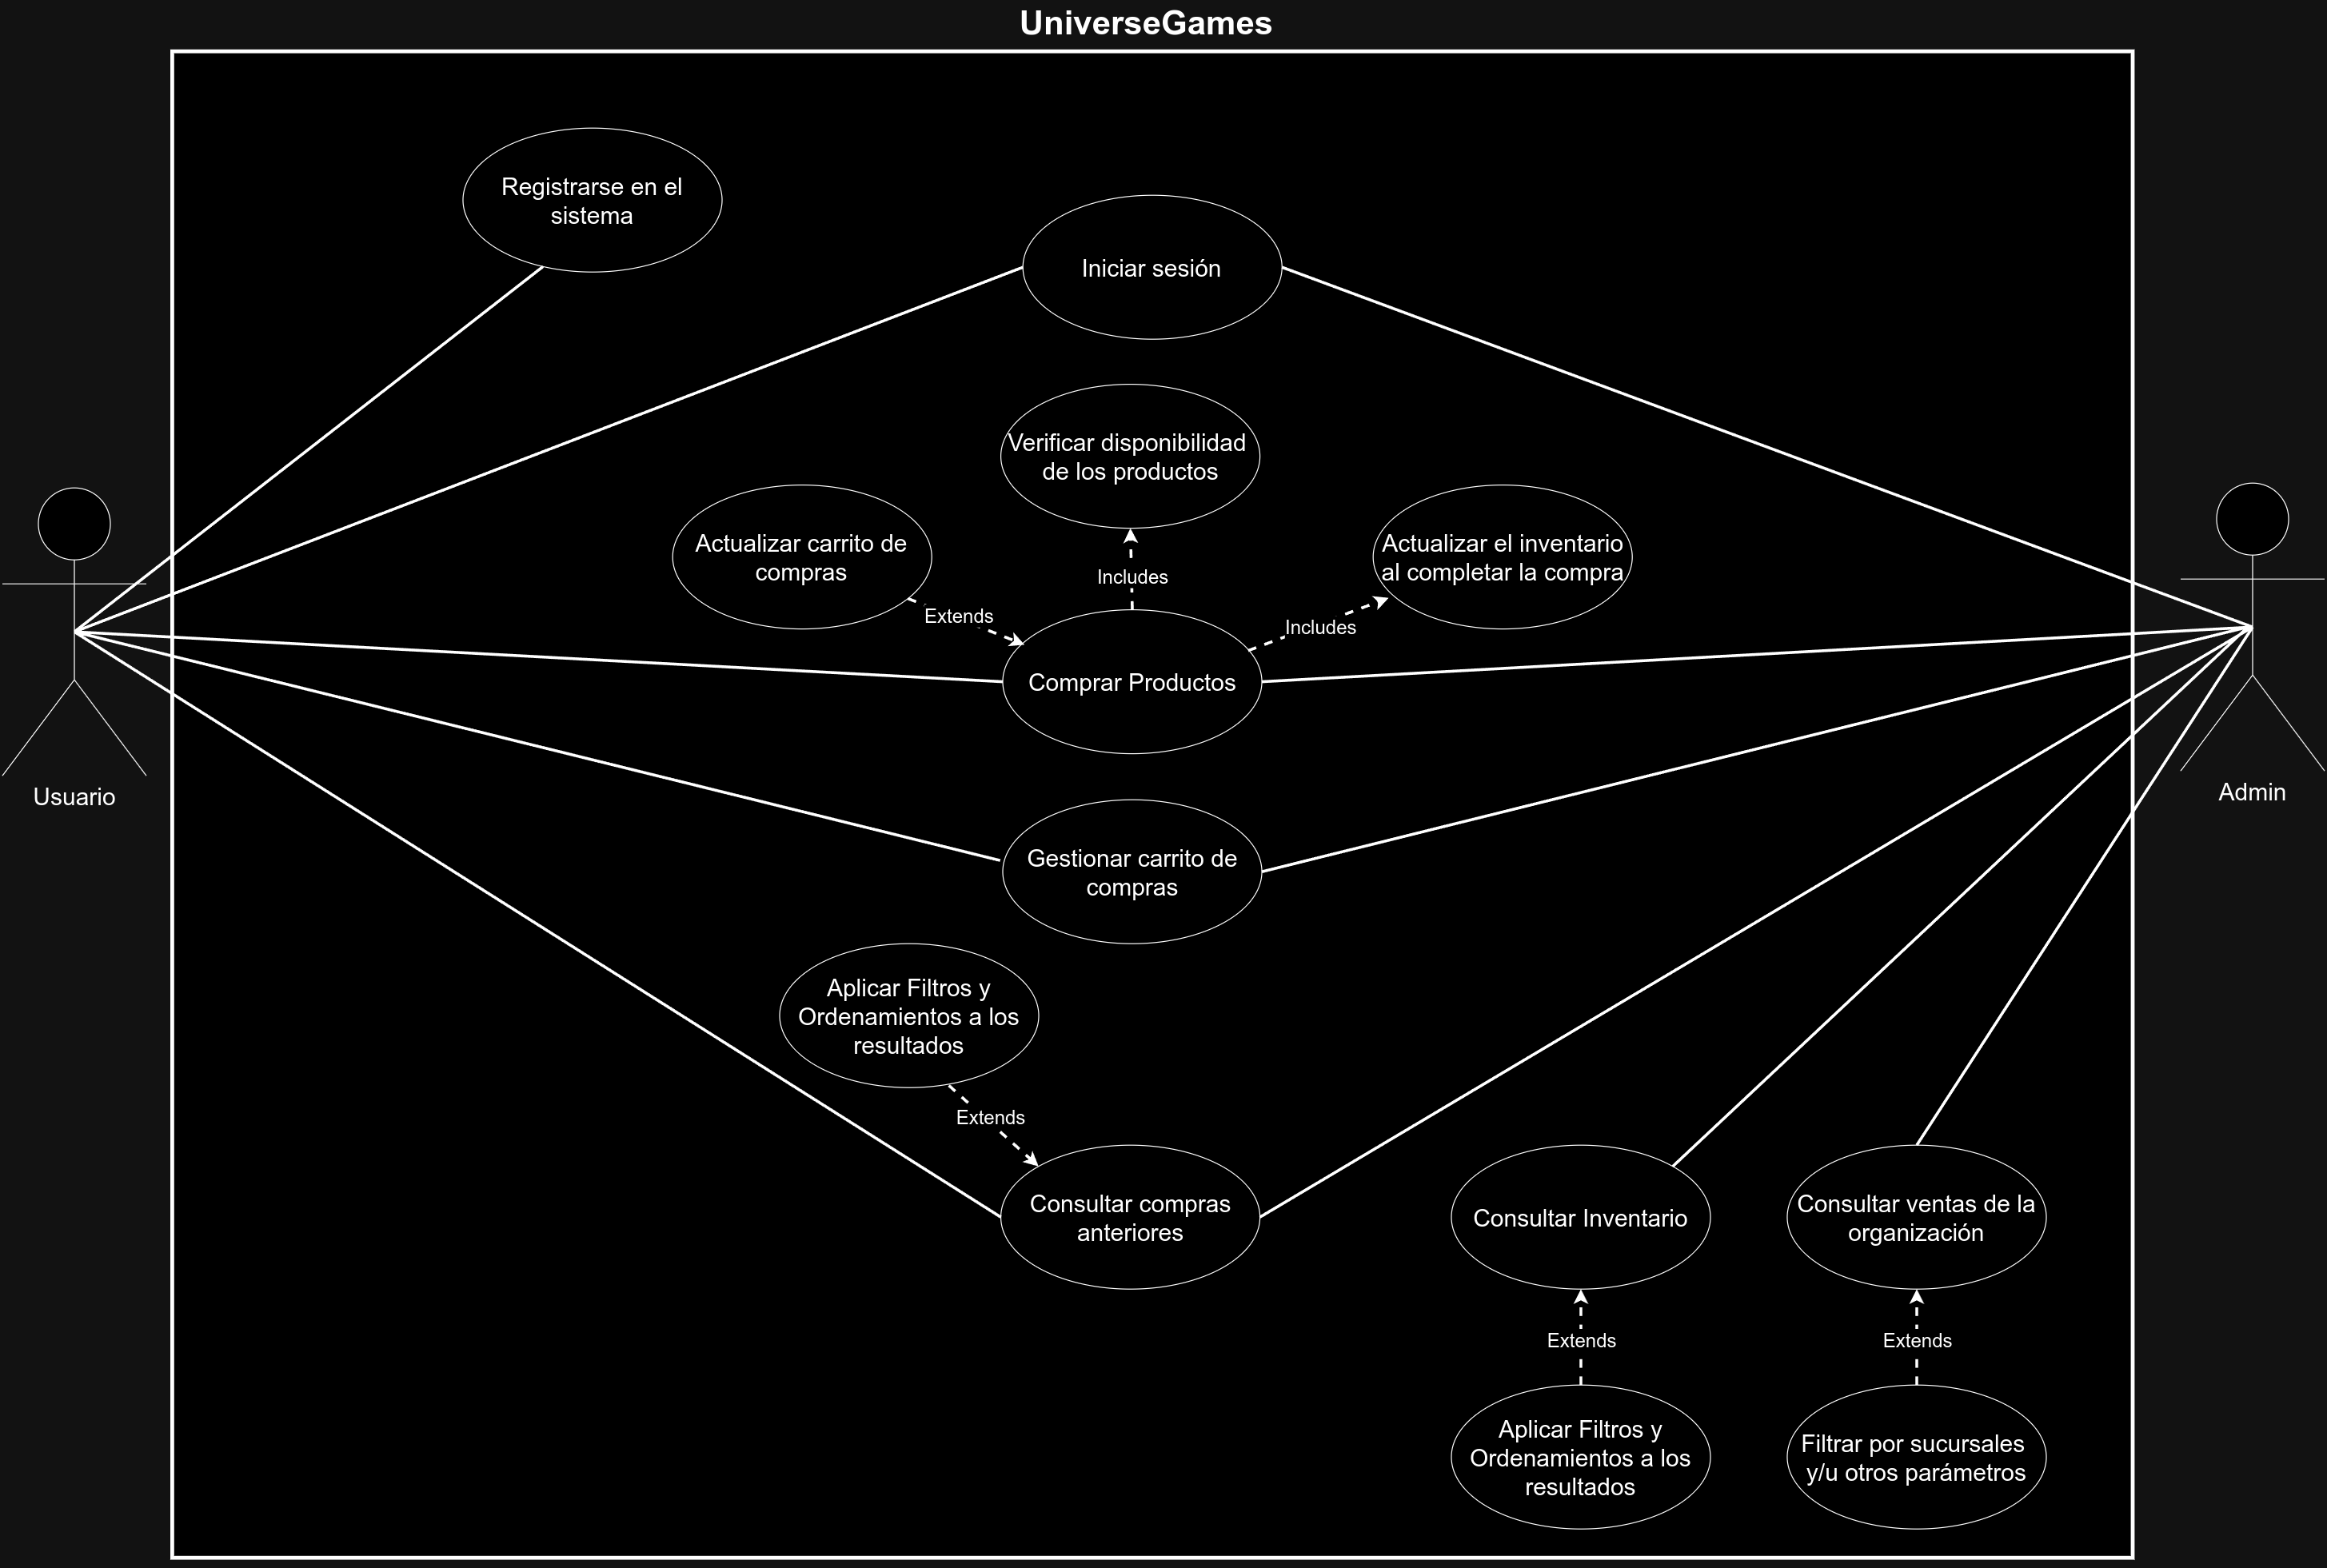 UniverseGames
Registrarse en el
sistema
Iniciar sesión
Verificar disponibilidad
de los productos
Actualizar carrito de
compras
Actualizar el inventario
al completar la compra
Includes
Extends
Includes
Comprar Productos
Usuario
Admin
Gestionar carrito de
compras
Aplicar Filtros y
Ordenamientos a los
resultados
Extends
Consultar compras
anteriores
Consultar Inventario
Consultar ventas de la
organización
Extends
Extends
Aplicar Filtros y
Ordenamientos a los
resultados
Filtrar por sucursales
y/u otros parámetros